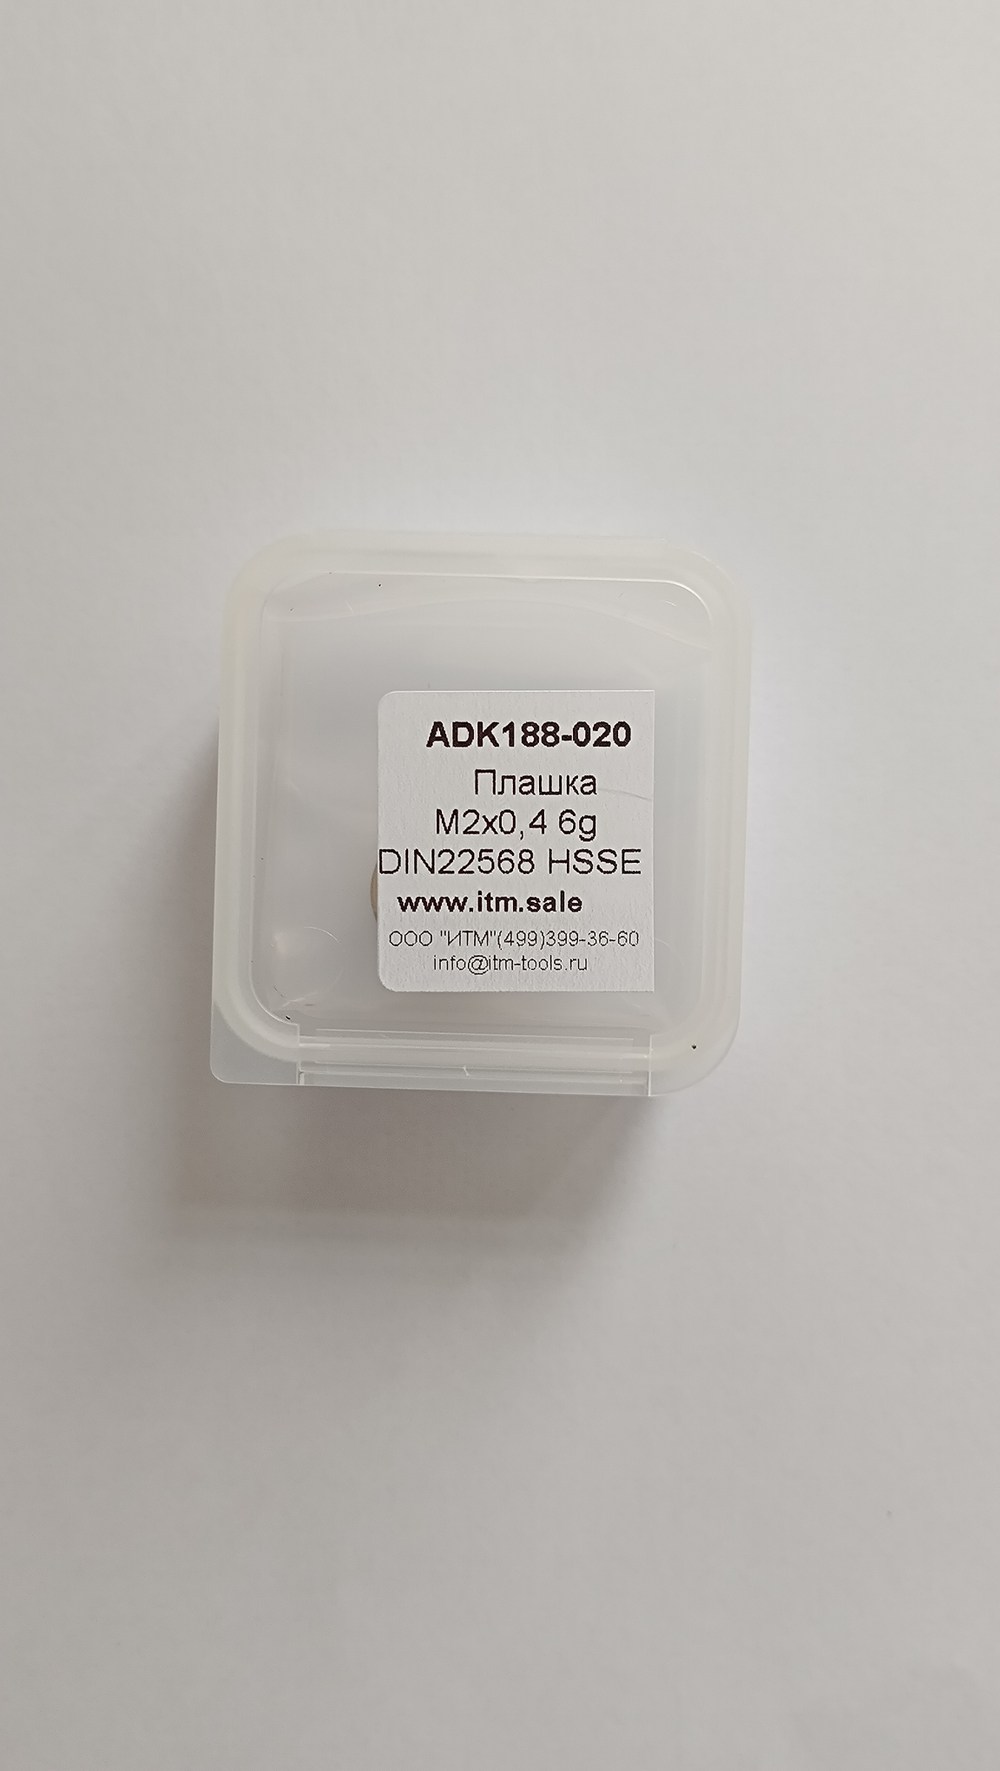 ADK188-020
Плашка
M2x0,4 6g
DIN22568 HSSE
www.itm.sale
ООО "ИТМ"(499)399-36-60
info@itm-tools.ru